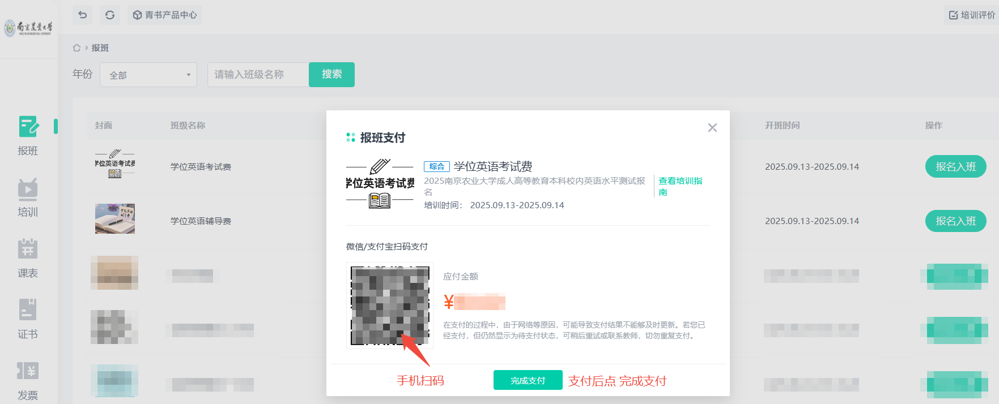 南京农业大学
青书产品中心
培训评价
报班
年份
全部
请输入班级名称
搜索
封面
班级名称
开班时间
操作
学位英语考试费
学位英语考试费
2025.09.13-2025.09.14
报名入班
学位英语辅导费
2025.09.13-2025.09.14
报名入班
报班
培训
课表
证书
发票
报班支付
学位英语考试费
综合
学位英语考试费
2025南京农业大学成人高等教育本科校内英语水平测试报
名
查看培训指
南
培训时间： 2025.09.13-2025.09.14
微信/支付宝扫码支付
应付金额
¥
在支付的过程中，由于网络等原因，可能导致支付结果不能够及时更新。若您已
经支付，但仍然显示为待支付状态，可稍后重试或联系教师，切勿重复支付。
手机扫码
完成支付
支付后点 完成支付